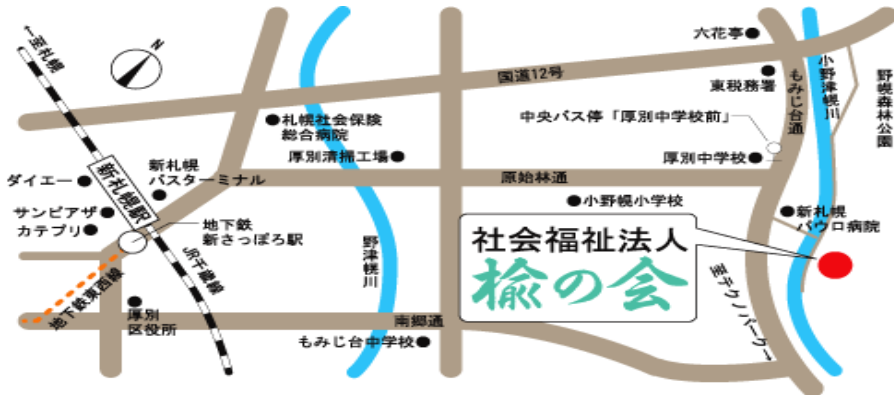 ←至札幌
N
国道12号
六花亭
東税務署
小野津幌川
もみじ台通
野幌森林公園
中央バス停「厚別中学校前」
厚別中学校
札幌社会保険
総合病院
厚別清掃工場
原始林通
小野幌小学校
新札幌
パウロ病院
ダイエー
新札幌
バスターミナル
新札幌駅
サンピアザ
カテプリ
地下鉄
新さっぽろ駅
JR千歳線
地下鉄東西線
厚別
区役所
野津幌川
南郷通
もみじ台中学校
社会福祉法人
楡の会
至テクノパーク→